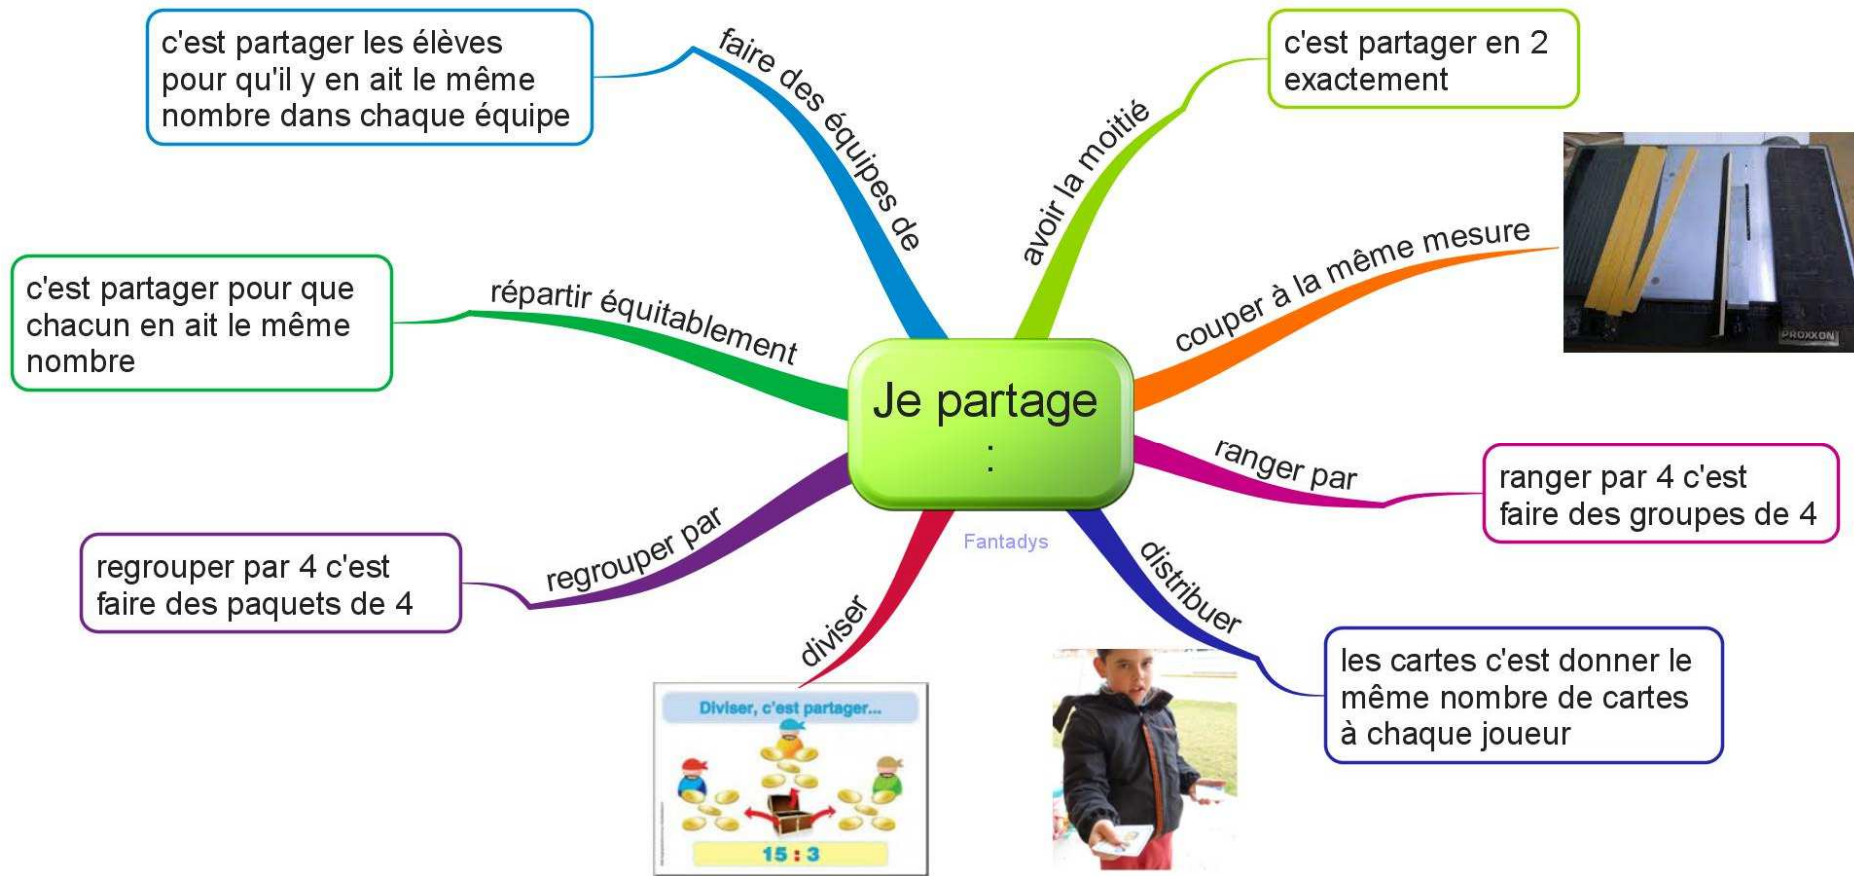 Je partage
:
Fantadys
avoir la moitié
c'est partager en 2
exactement
couper à la même mesure
PROXXON
ranger par
ranger par 4 c'est
faire des groupes de 4
distribuer
les cartes c'est donner le
même nombre de cartes
à chaque joueur
diviser
Diviser, c'est partager...
15 : 3
regrouper par
regrouper par 4 c'est
faire des paquets de 4
répartir équitablement
c'est partager pour que
chacun en ait le même
nombre
faire des équipes de
c'est partager les élèves
pour qu'il y en ait le même
nombre dans chaque équipe